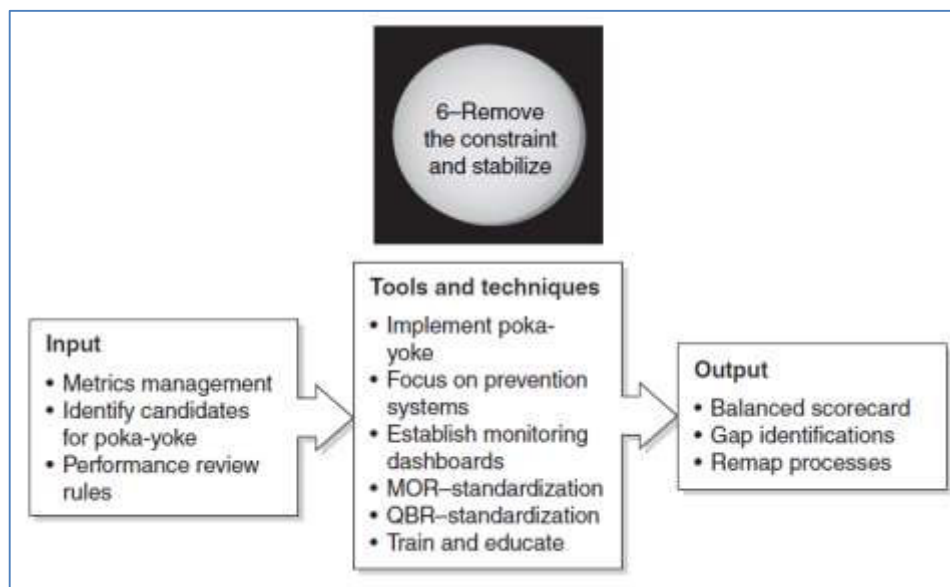 6–Remove
the constraint
and stabilize
Input
• Metrics management
• Identify candidates
for poka-yoke
• Performance review
rules
Tools and techniques
• Implement poka-
yoke
• Focus on prevention
systems
• Establish monitoring
dashboards
• MOR–standardization
• QBR–standardization
• Train and educate
Output
• Balanced scorecard
• Gap identifications
• Remap processes